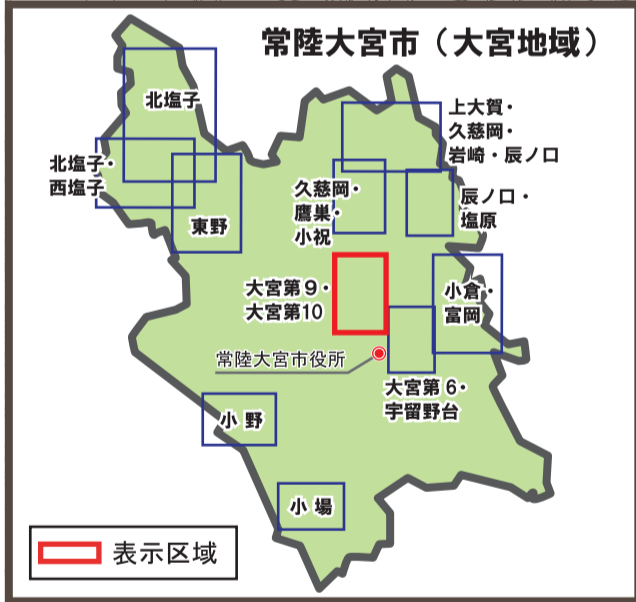 常陸大宮市（大宮地域）
北塩子
上大賀・
久慈岡・
岩崎・辰ノ口
北塩子・
西塩子
東野
久慈岡・
鷹巣・
小祝
辰ノ口・
塩原
大宮第9・
大宮第10
小倉・
富岡
常陸大宮市役所
大宮第6・
宇留野台
小野
小場
表示区域